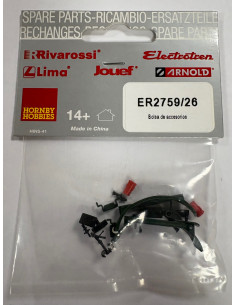 SPARE PARTS-RICAMBIO-ERSATZTEILE
RECHANGES
SPARE PARTS
Rivarossi
Electrotren
Lima
Jouef
ARNOLD
HORNBY
HOBBIES
14+
Made in China
ER2759/26
Bolsa de accesorios